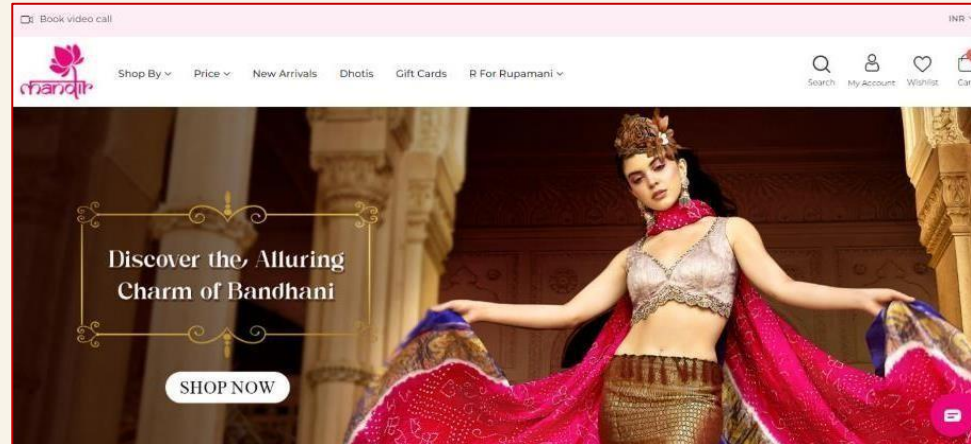 Book video call
INR
mandir
Shop By
Price
New Arrivals
Dhotis
Gift Cards
R For Rupamani
Search
My Account
Wishlist
Discover the Alluring
Charm of Bandhani
SHOP NOW